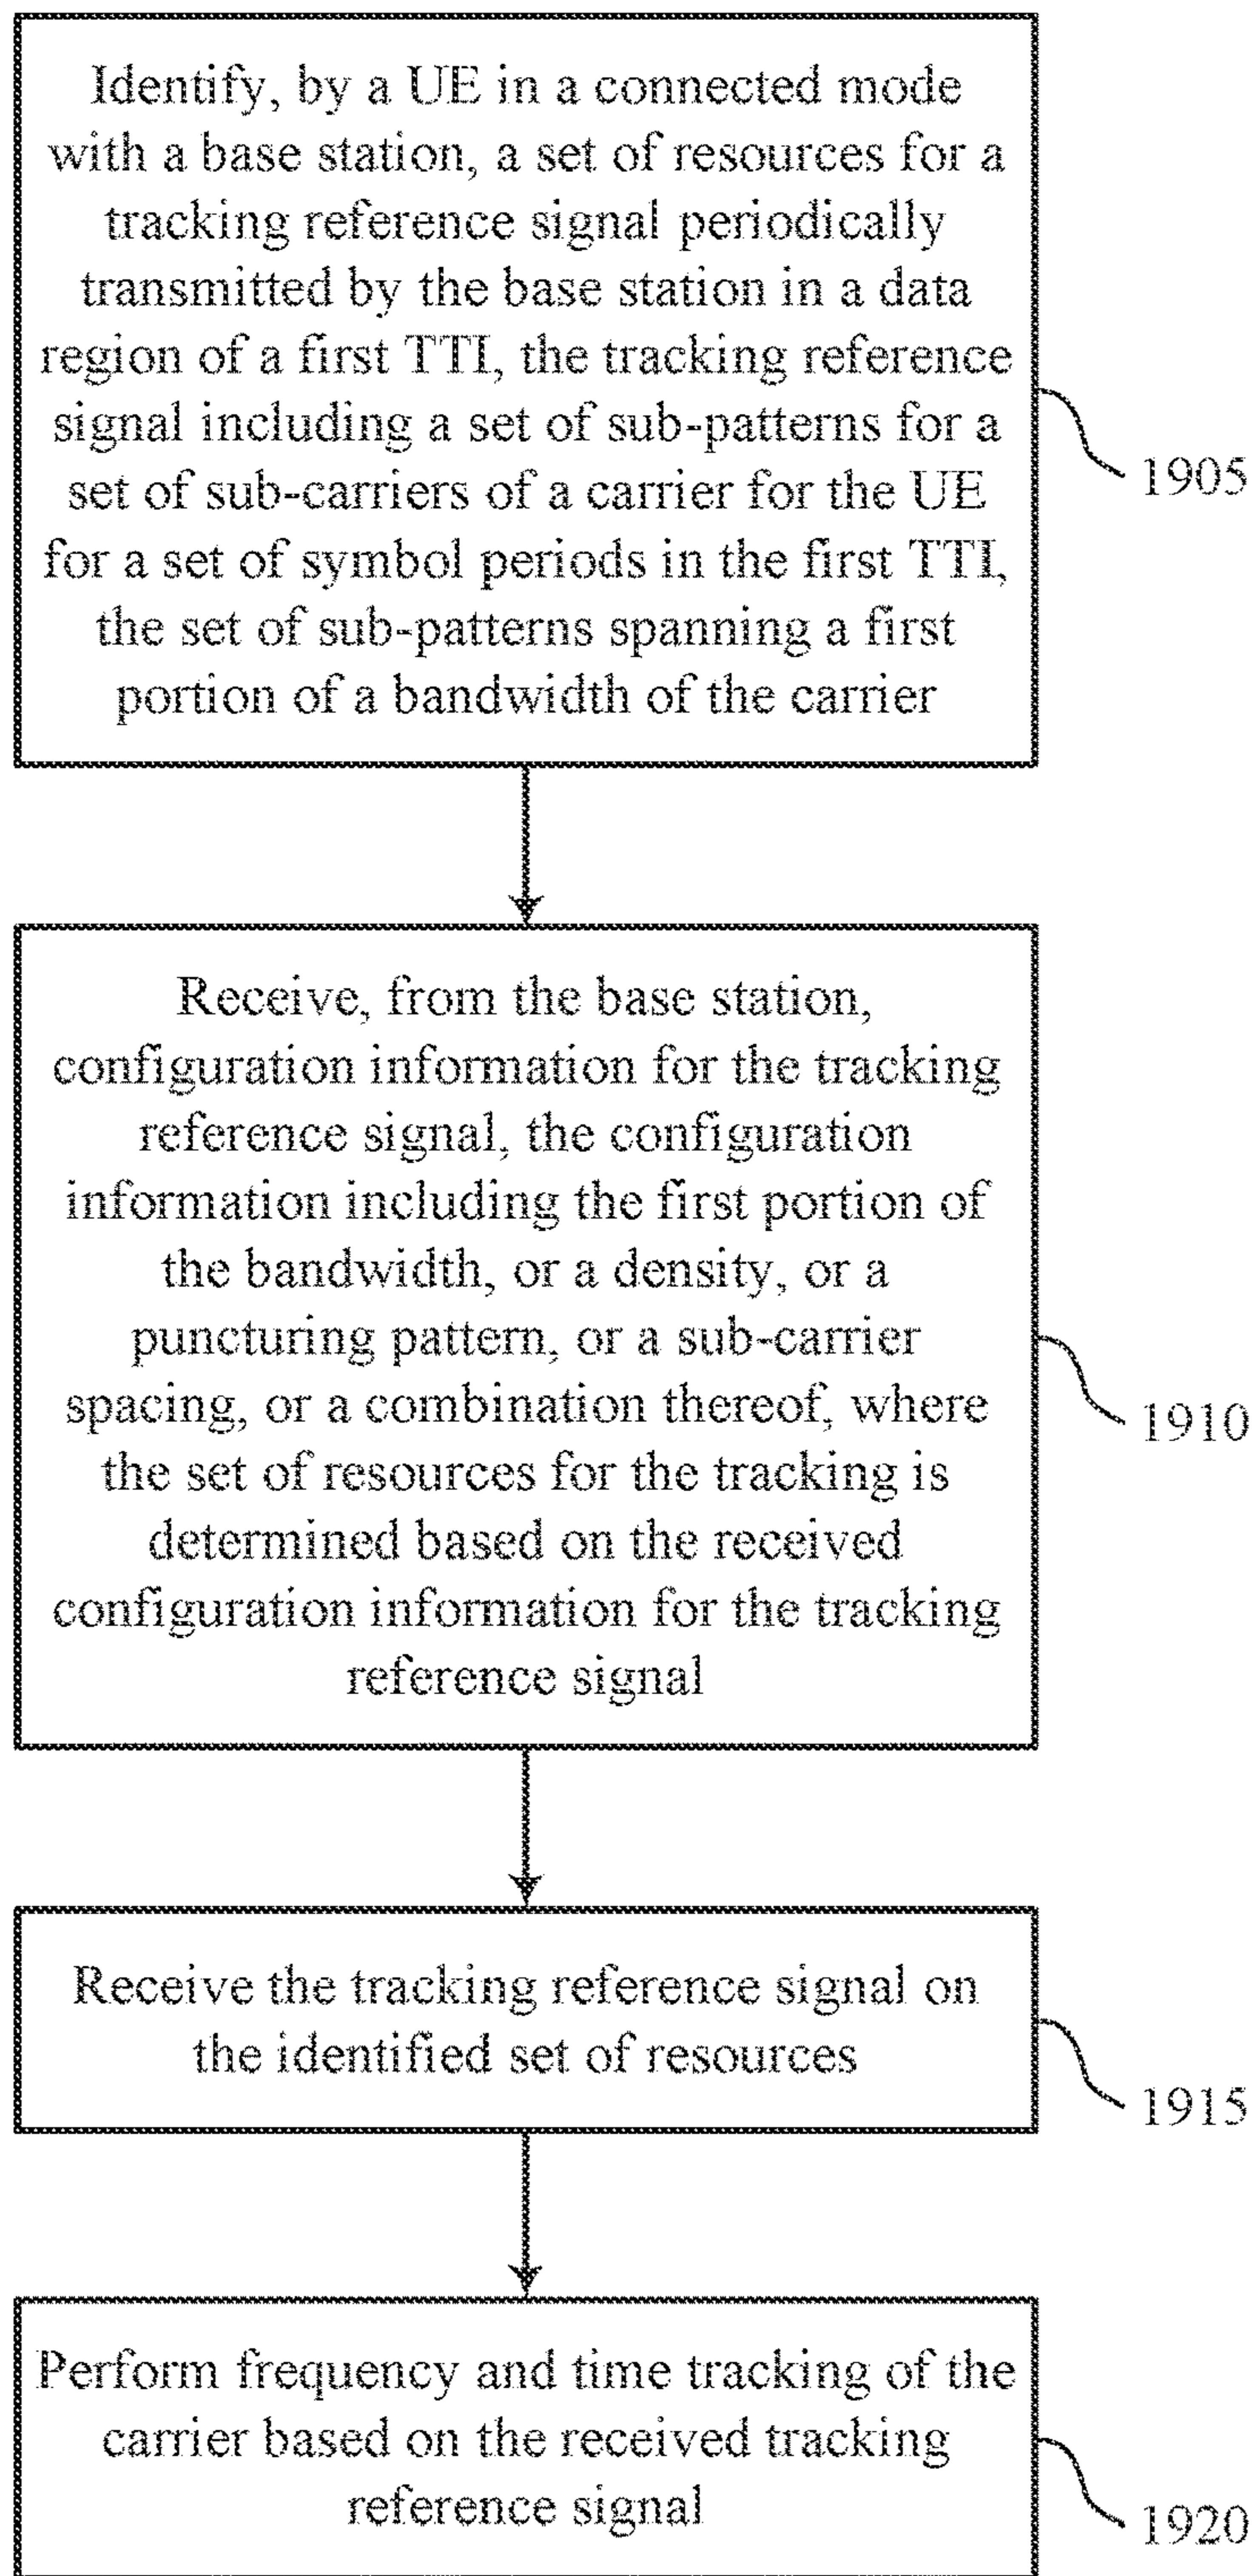 Identify, by a UE in a connected mode
with a base station, a set of resources for a
tracking reference signal periodically
transmitted by the base station in a data
region of a first TTI, the tracking reference
signal including a set of sub-patterns for a
set of sub-carriers of a carrier for the UE
for a set of symbol periods in the first TTI,
the set of sub-patterns spanning a first
portion of a bandwidth of the carrier
1905
Receive, from the base station,
configuration information for the tracking
reference signal, the configuration
information including the first portion of
the bandwidth, or a density, or a
puncturing pattern, or a sub-carrier
spacing, or a combination thereof, where
the set of resources for the tracking is
determined based on the received
configuration information for the tracking
reference signal
1910
Receive the tracking reference signal on
the identified set of resources
1915
Perform frequency and time tracking of the
carrier based on the received tracking
reference signal
1920